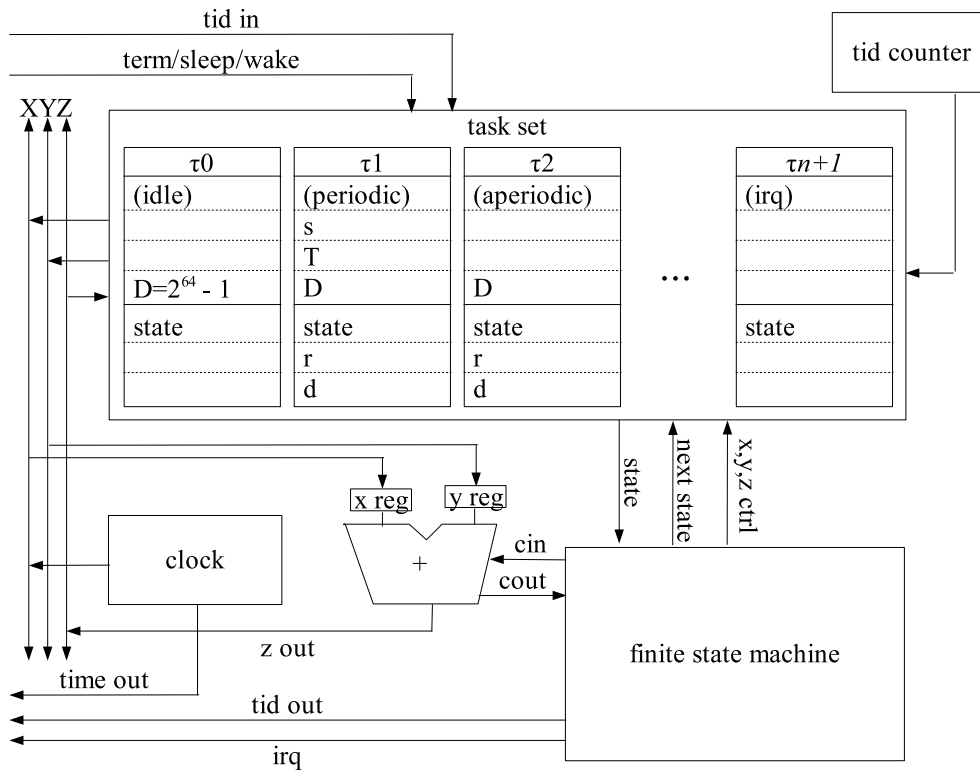 tid in
term/sleep/wake
tid counter
XYZ
task set
τ0
τ1
τ2
τn+1
(idle)
(periodic)
(aperiodic)
(irq)
s
T
...
D=2^64 - 1
D
D
state
state
state
state
r
r
d
d
state
next state
x,y,z ctrl
x reg
y reg
clock
+
cin
cout
z out
finite state machine
time out
tid out
irq